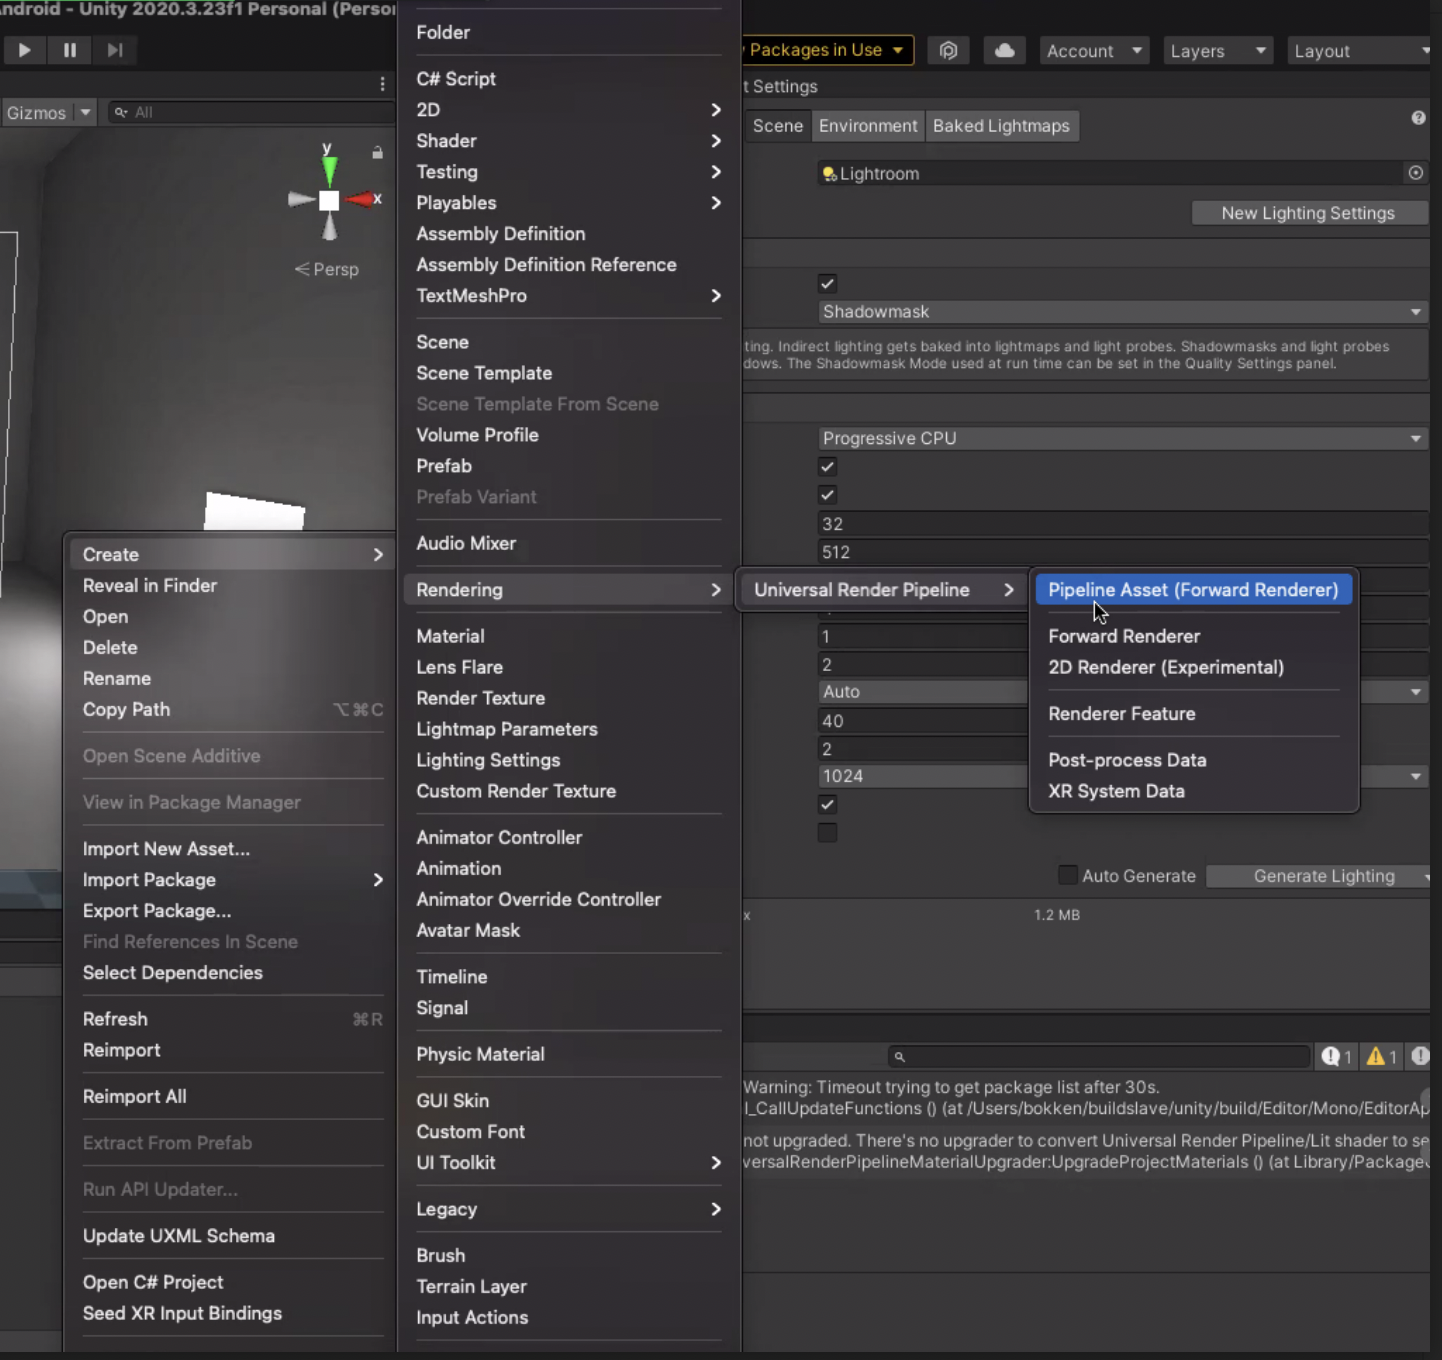 ndroid - Unity 2020.3.23f1 Personal (Perso
Packages in Use
Account
Layers
Layout
t Settings
Gizmos
All
Scene
Environment
Baked Lightmaps
y
x
Persp
Lightroom
New Lighting Settings
Shadowmask
ting. Indirect lighting gets baked into lightmaps and light probes. Shadowmasks and light probes
dows. The Shadowmask Mode used at run time can be set in the Quality Settings panel.
Progressive CPU
32
512
1
2
Auto
40
2
1024
Auto Generate
Generate Lighting
x
1.2 MB
Create
Reveal in Finder
Open
Delete
Rename
Copy Path ⌥⌘C
Open Scene Additive
View in Package Manager
Import New Asset...
Import Package
Export Package...
Find References In Scene
Select Dependencies
Refresh ⌘R
Reimport
Reimport All
Extract From Prefab
Run API Updater...
Update UXML Schema
Open C# Project
Seed XR Input Bindings
Folder
C# Script
2D
Shader
Testing
Playables
Assembly Definition
Assembly Definition Reference
TextMeshPro
Scene
Scene Template
Scene Template From Scene
Volume Profile
Prefab
Prefab Variant
Audio Mixer
Rendering
Material
Lens Flare
Render Texture
Lightmap Parameters
Lighting Settings
Custom Render Texture
Animator Controller
Animation
Animator Override Controller
Avatar Mask
Timeline
Signal
Physic Material
GUI Skin
Custom Font
UI Toolkit
Legacy
Brush
Terrain Layer
Input Actions
Universal Render Pipeline
Pipeline Asset (Forward Renderer)
Forward Renderer
2D Renderer (Experimental)
Renderer Feature
Post-process Data
XR System Data
1
1
Warning: Timeout trying to get package list after 30s.
l_CallUpdateFunctions () (at /Users/bokken/buildslave/unity/build/Editor/Mono/EditorAp
not upgraded. There's no upgrader to convert Universal Render Pipeline/Lit shader to se
versalRenderPipelineMaterialUpgrader:UpgradeProjectMaterials () (at Library/Package